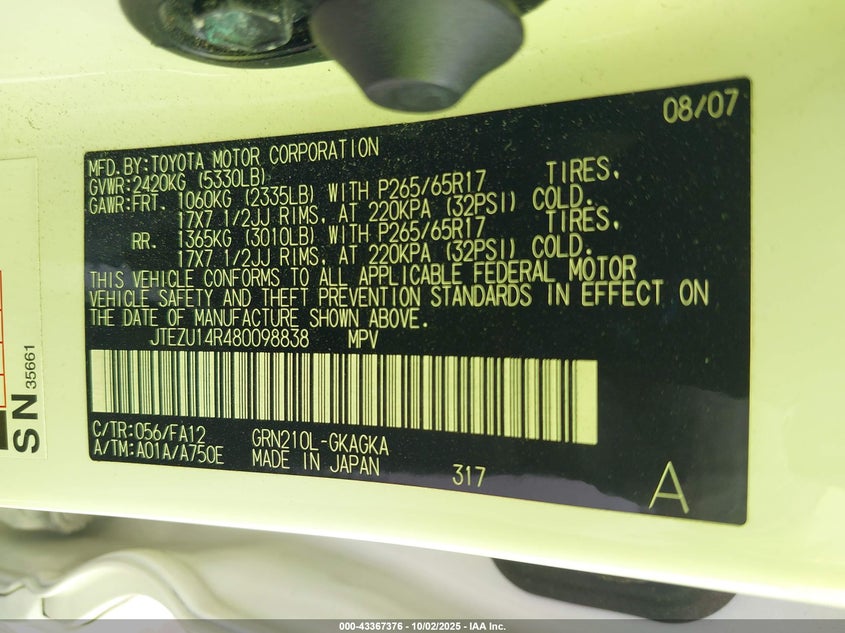 08/07
MFD.BY:TOYOTA MOTOR CORPORATION
GVWR:2420KG (5330LB)
GAWR:FRT. 1060KG (2335LB) WITH P265/65R17 TIRES,
17X7 1/2JJ RIMS, AT 220KPA (32PSI) COLD.
RR. 1365KG (3010LB) WITH P265/65R17 TIRES,
17X7 1/2JJ RIMS, AT 220KPA (32PSI) COLD.
THIS VEHICLE CONFORMS TO ALL APPLICABLE FEDERAL MOTOR
VEHICLE SAFETY AND THEFT PREVENTION STANDARDS IN EFFECT ON
THE DATE OF MANUFACTURE SHOWN ABOVE.
JTEZU14R480098838 MPV
C/TR:056/FA12 GRN210L-GKAGKA
A/TM:A01A/A750E MADE IN JAPAN 317 A
SN 35661
000-43367376 - 10/02/2025 - IAA Inc.